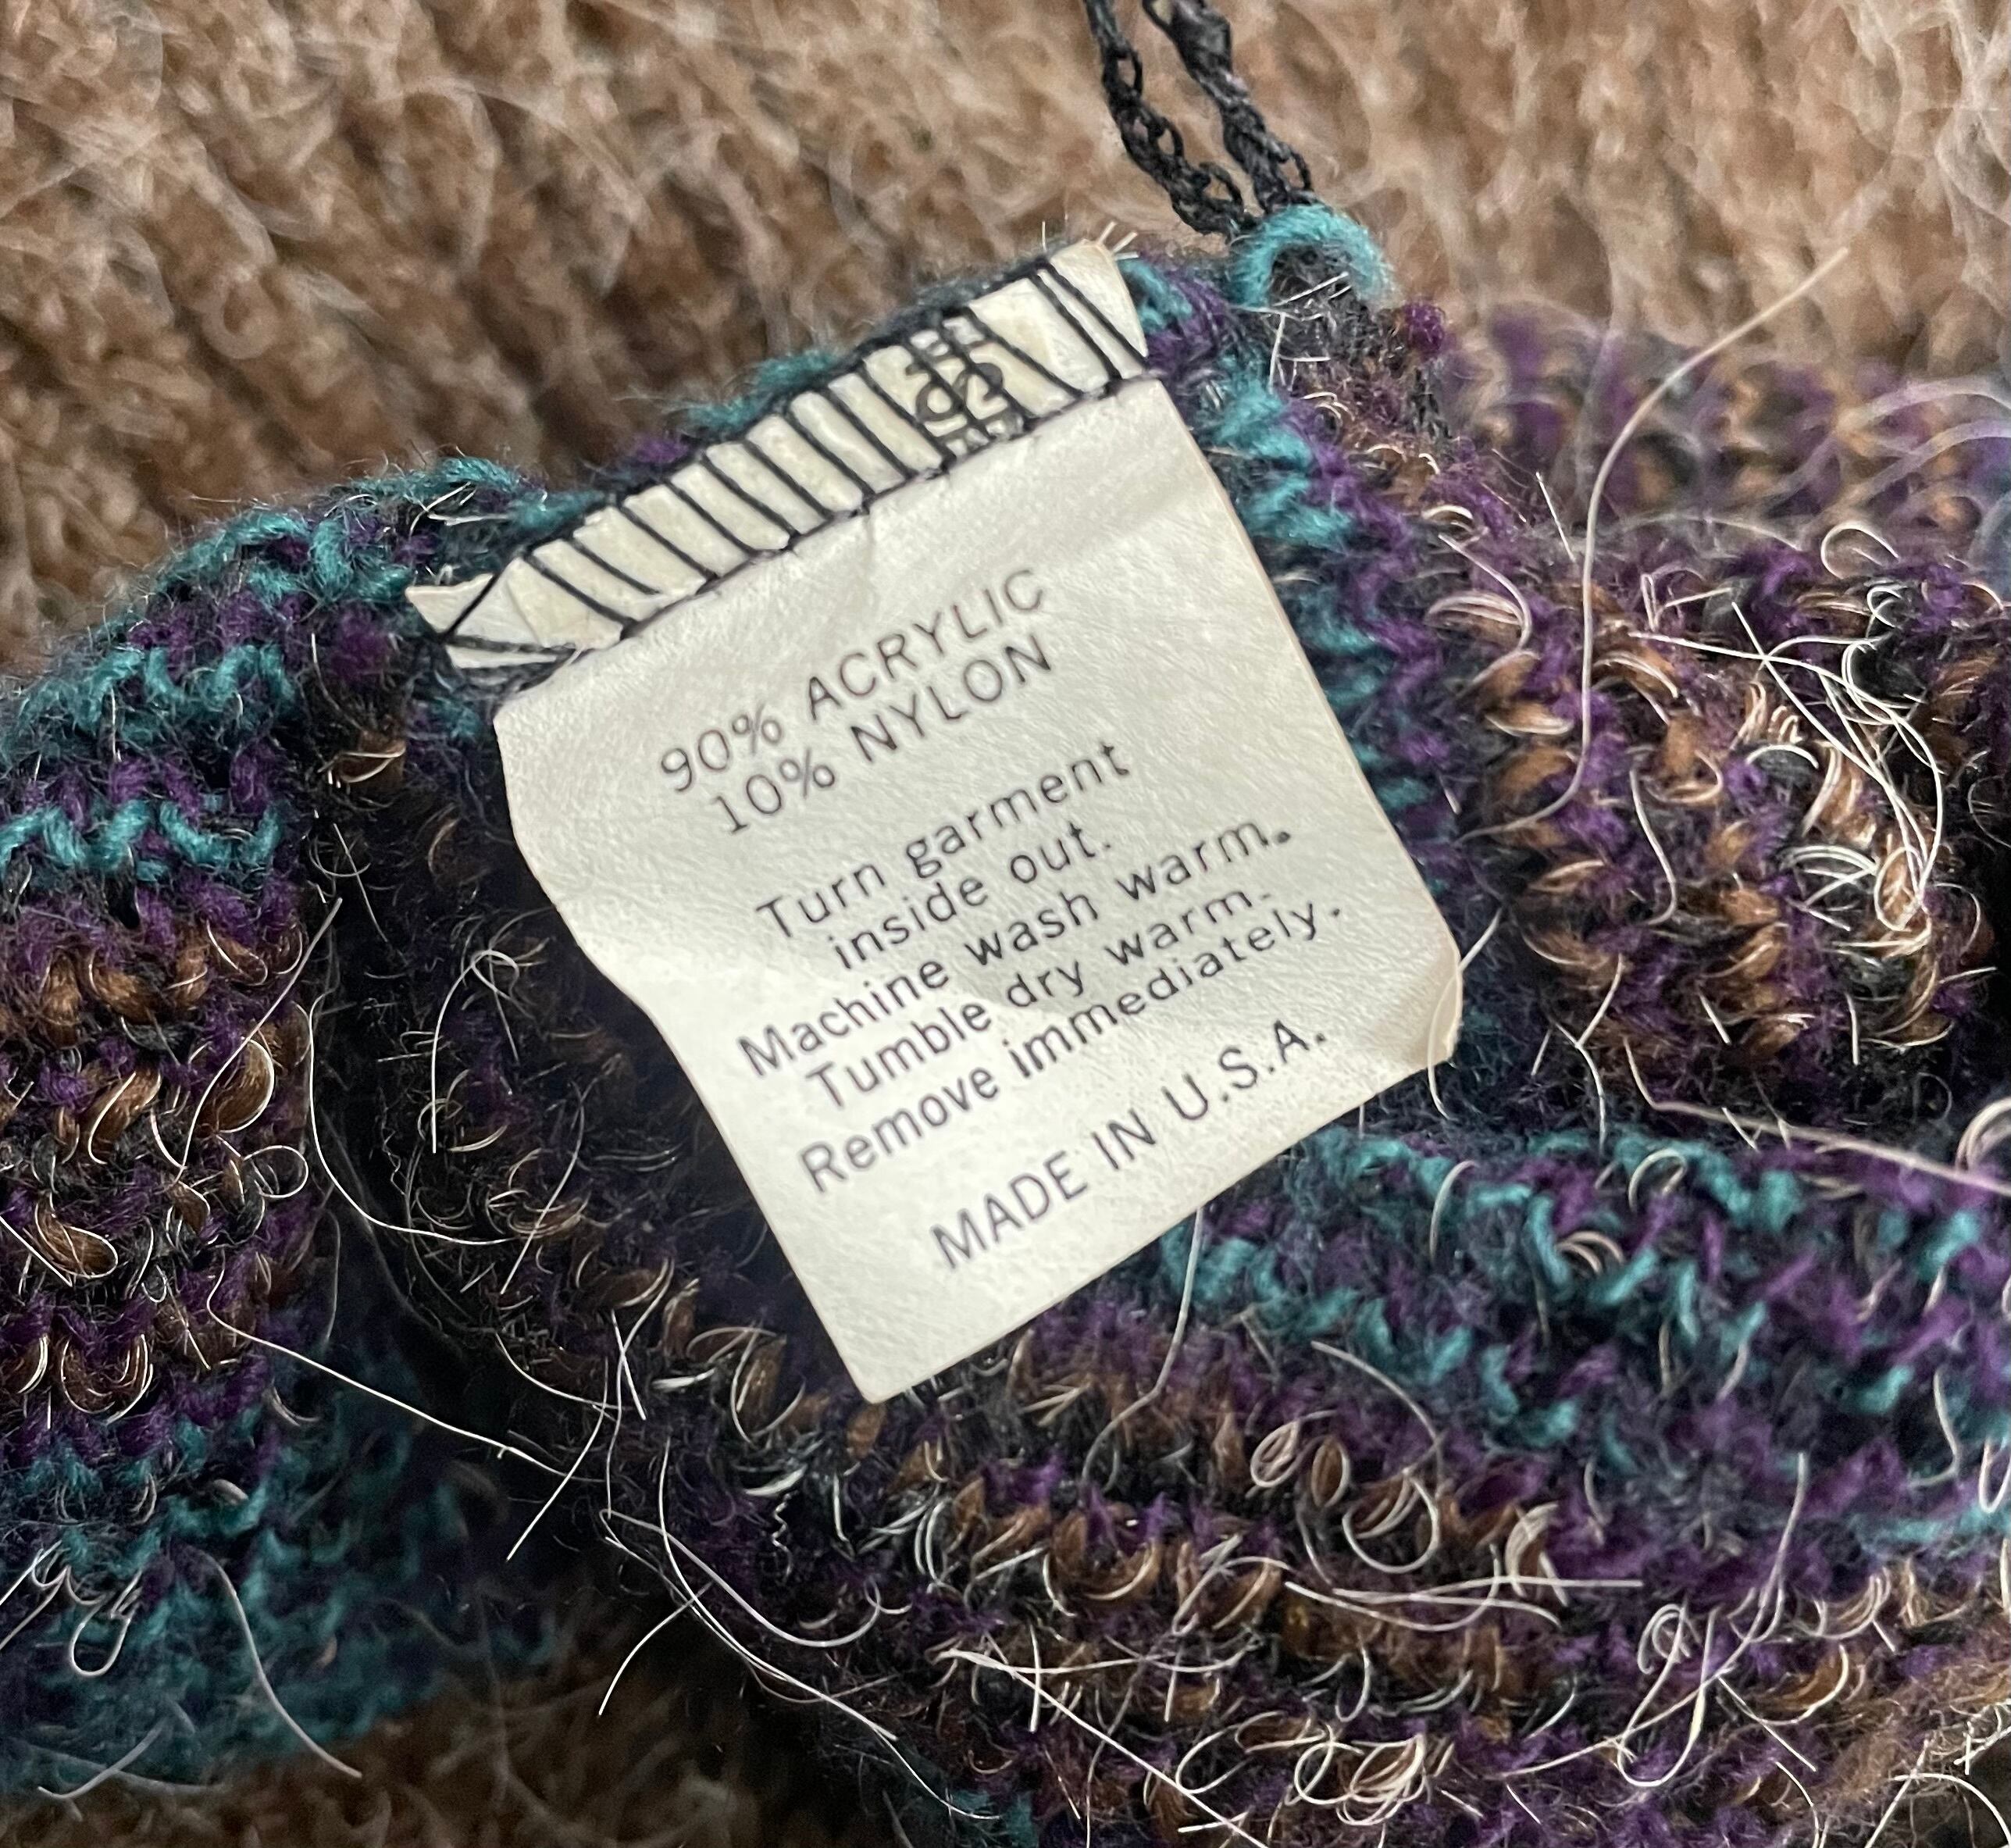 90% ACRYLIC
10% NYLON
Turn garment
inside out.
Machine wash warm.
Tumble dry warm.
Remove immediately.
MADE IN U.S.A.